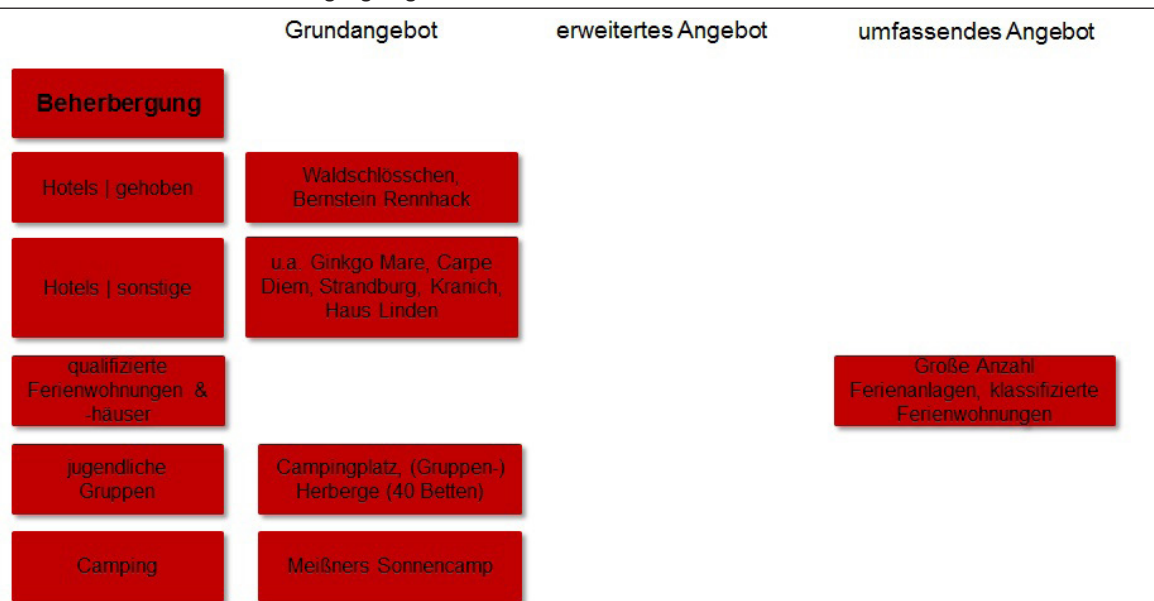 Grundangebot
erweitertes Angebot
umfassendes Angebot
Beherbergung
Hotels | gehoben
Waldschlösschen,
Bernstein Rennhack
Hotels | sonstige
u.a. Ginkgo Mare, Carpe
Diem, Strandburg, Kranich,
Haus Linden
qualifizierte
Ferienwohnungen &
-häuser
Große Anzahl
Ferienanlagen, klassifizierte
Ferienwohnungen
jugendliche
Gruppen
Campingplatz, (Gruppen-)
Herberge (40 Betten)
Camping
Meißners Sonnencamp